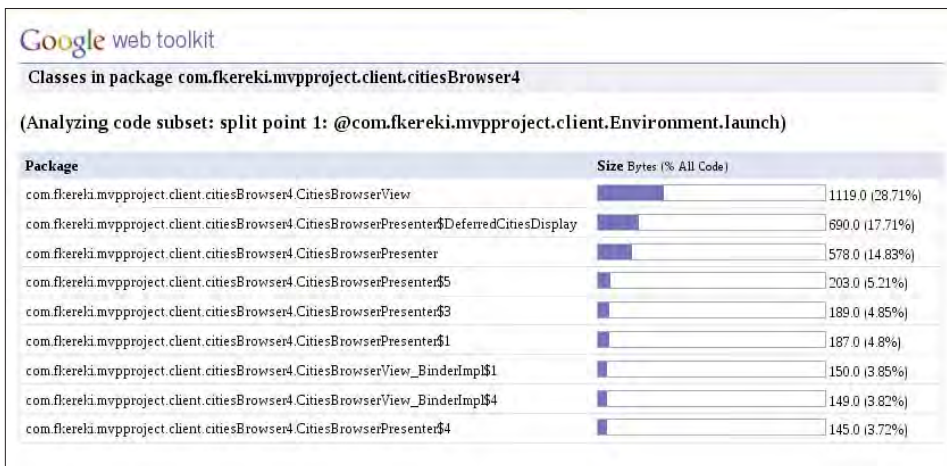 Google web toolkit
Classes in package com.fkereki.mvpproject.client.citiesBrowser4
(Analyzing code subset: split point 1: @com.fkereki.mvpproject.client.Environment.launch)
Package Size Bytes (% All Code)
com.fkereki.mvpproject.client.citiesBrowser4.CitiesBrowserView 1119.0 (28.71%)
com.fkereki.mvpproject.client.citiesBrowser4.CitiesBrowserPresenter$DeferredCitiesDisplay 690.0 (17.71%)
com.fkereki.mvpproject.client.citiesBrowser4.CitiesBrowserPresenter 578.0 (14.83%)
com.fkereki.mvpproject.client.citiesBrowser4.CitiesBrowserPresenter$5 203.0 (5.21%)
com.fkereki.mvpproject.client.citiesBrowser4.CitiesBrowserPresenter$3 189.0 (4.85%)
com.fkereki.mvpproject.client.citiesBrowser4.CitiesBrowserPresenter$1 187.0 (4.8%)
com.fkereki.mvpproject.client.citiesBrowser4.CitiesBrowserView_BinderImpl$1 150.0 (3.85%)
com.fkereki.mvpproject.client.citiesBrowser4.CitiesBrowserView_BinderImpl$4 149.0 (3.82%)
com.fkereki.mvpproject.client.citiesBrowser4.CitiesBrowserPresenter$4 145.0 (3.72%)